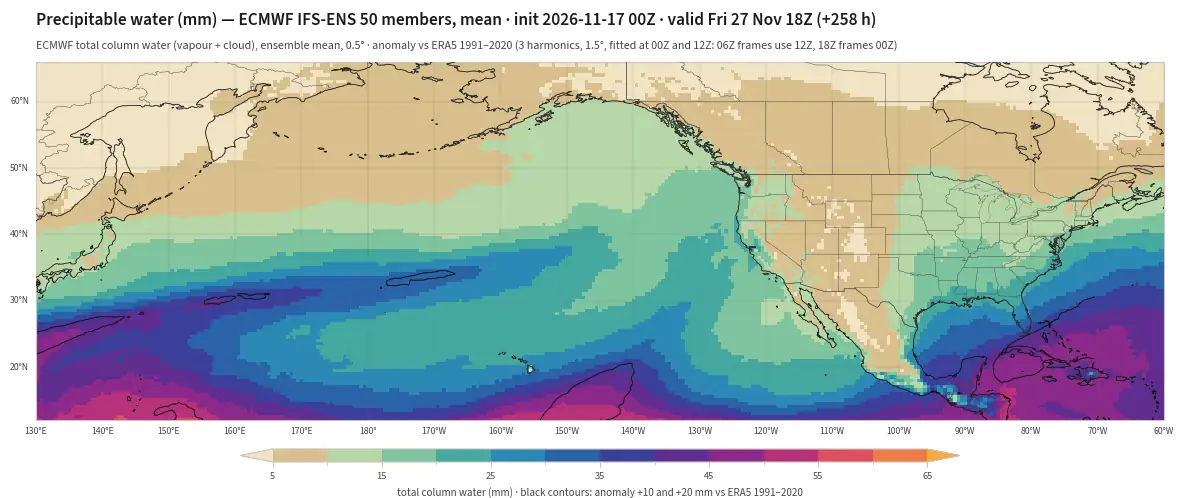 Precipitable water (mm) — ECMWF IFS-ENS 50 members, mean · init 2026-11-17 00Z · valid Fri 27 Nov 18Z (+258 h)
ECMWF total column water (vapour + cloud), ensemble mean, 0.5° · anomaly vs ERA5 1991–2020 (3 harmonics, 1.5°, fitted at 00Z and 12Z: 06Z frames use 12Z, 18Z frames 00Z)
60°N
50°N
40°N
30°N
20°N
130°E 140°E 150°E 160°E 170°E 180° 170°W 160°W 150°W 140°W 130°W 120°W 110°W 100°W 90°W 80°W 70°W 60°W
5 15 25 35 45 55 65
total column water (mm) · black contours: anomaly +10 and +20 mm vs ERA5 1991–2020